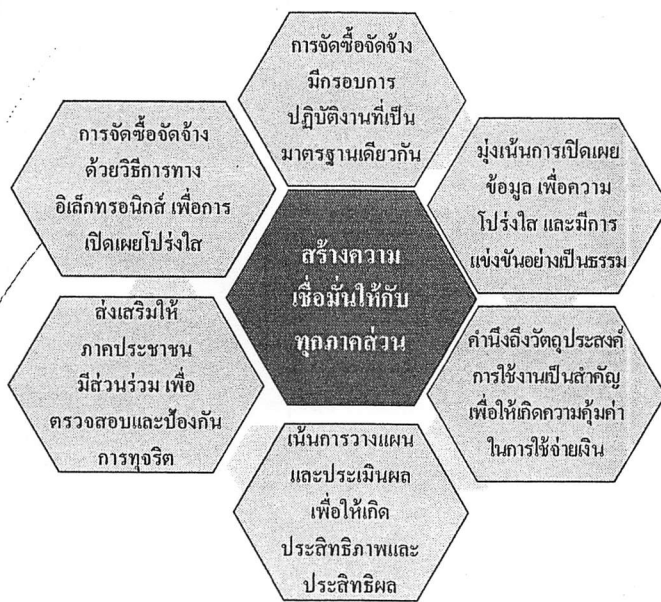 การจัดซื้อจัดจ้าง
มีกรอบการ
ปฏิบัติงานที่เป็น
มาตรฐานเดียวกัน
มุ่งเน้นการเปิดเผย
ข้อมูล เพื่อความ
โปร่งใส และมีการ
แข่งขันอย่างเป็นธรรม
คำนึงถึงวัตถุประสงค์
การใช้งานเป็นสำคัญ
เพื่อให้เกิดความคุ้มค่า
ในการใช้จ่ายเงิน
เน้นการวางแผน
และประเมินผล
เพื่อให้เกิด
ประสิทธิภาพและ
ประสิทธิผล
ส่งเสริมให้
ภาคประชาชน
มีส่วนร่วม เพื่อ
ตรวจสอบและป้องกัน
การทุจริต
การจัดซื้อจัดจ้าง
ด้วยวิธีการทาง
อิเล็กทรอนิกส์ เพื่อการ
เปิดเผยโปร่งใส
สร้างความ
เชื่อมั่นให้กับ
ทุกภาคส่วน